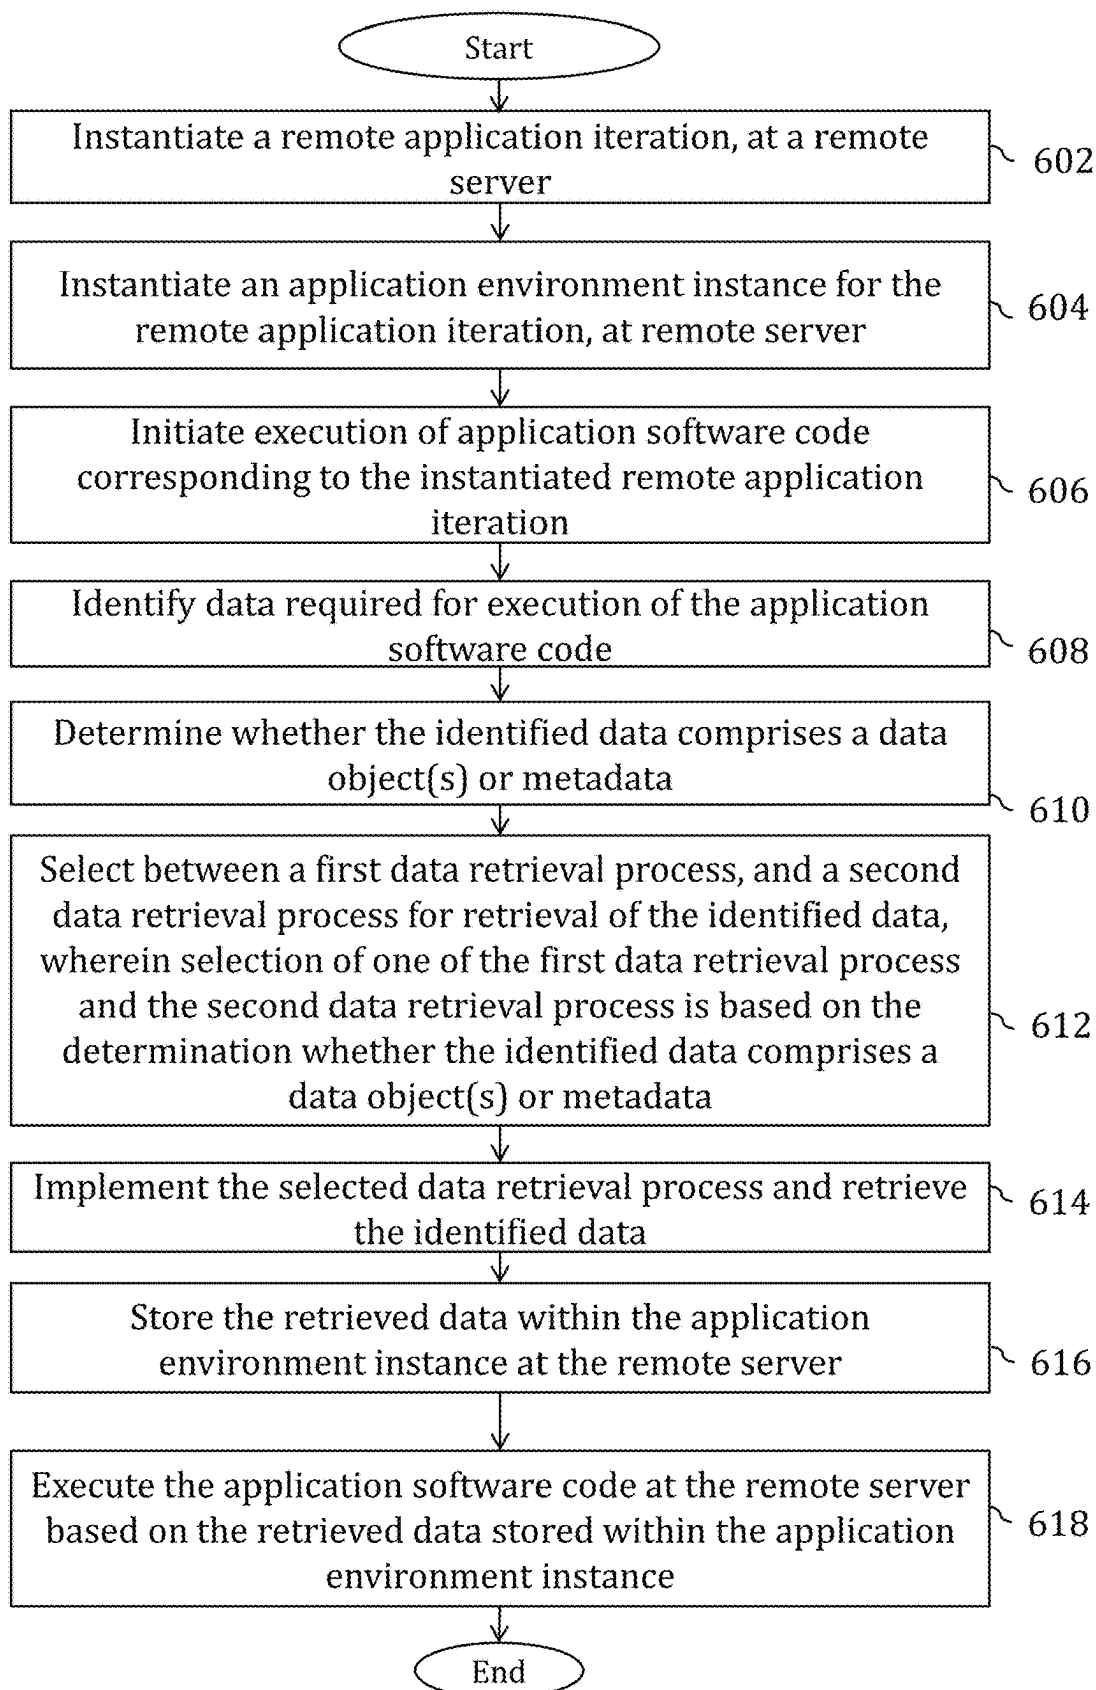 Start
Instantiate a remote application iteration, at a remote
server
602
Instantiate an application environment instance for the
remote application iteration, at remote server
604
Initiate execution of application software code
corresponding to the instantiated remote application
iteration
606
Identify data required for execution of the application
software code
608
Determine whether the identified data comprises a data
object(s) or metadata
610
Select between a first data retrieval process, and a second
data retrieval process for retrieval of the identified data,
wherein selection of one of the first data retrieval process
and the second data retrieval process is based on the
determination whether the identified data comprises a
data object(s) or metadata
612
Implement the selected data retrieval process and retrieve
the identified data
614
Store the retrieved data within the application
environment instance at the remote server
616
Execute the application software code at the remote server
based on the retrieved data stored within the application
environment instance
618
End